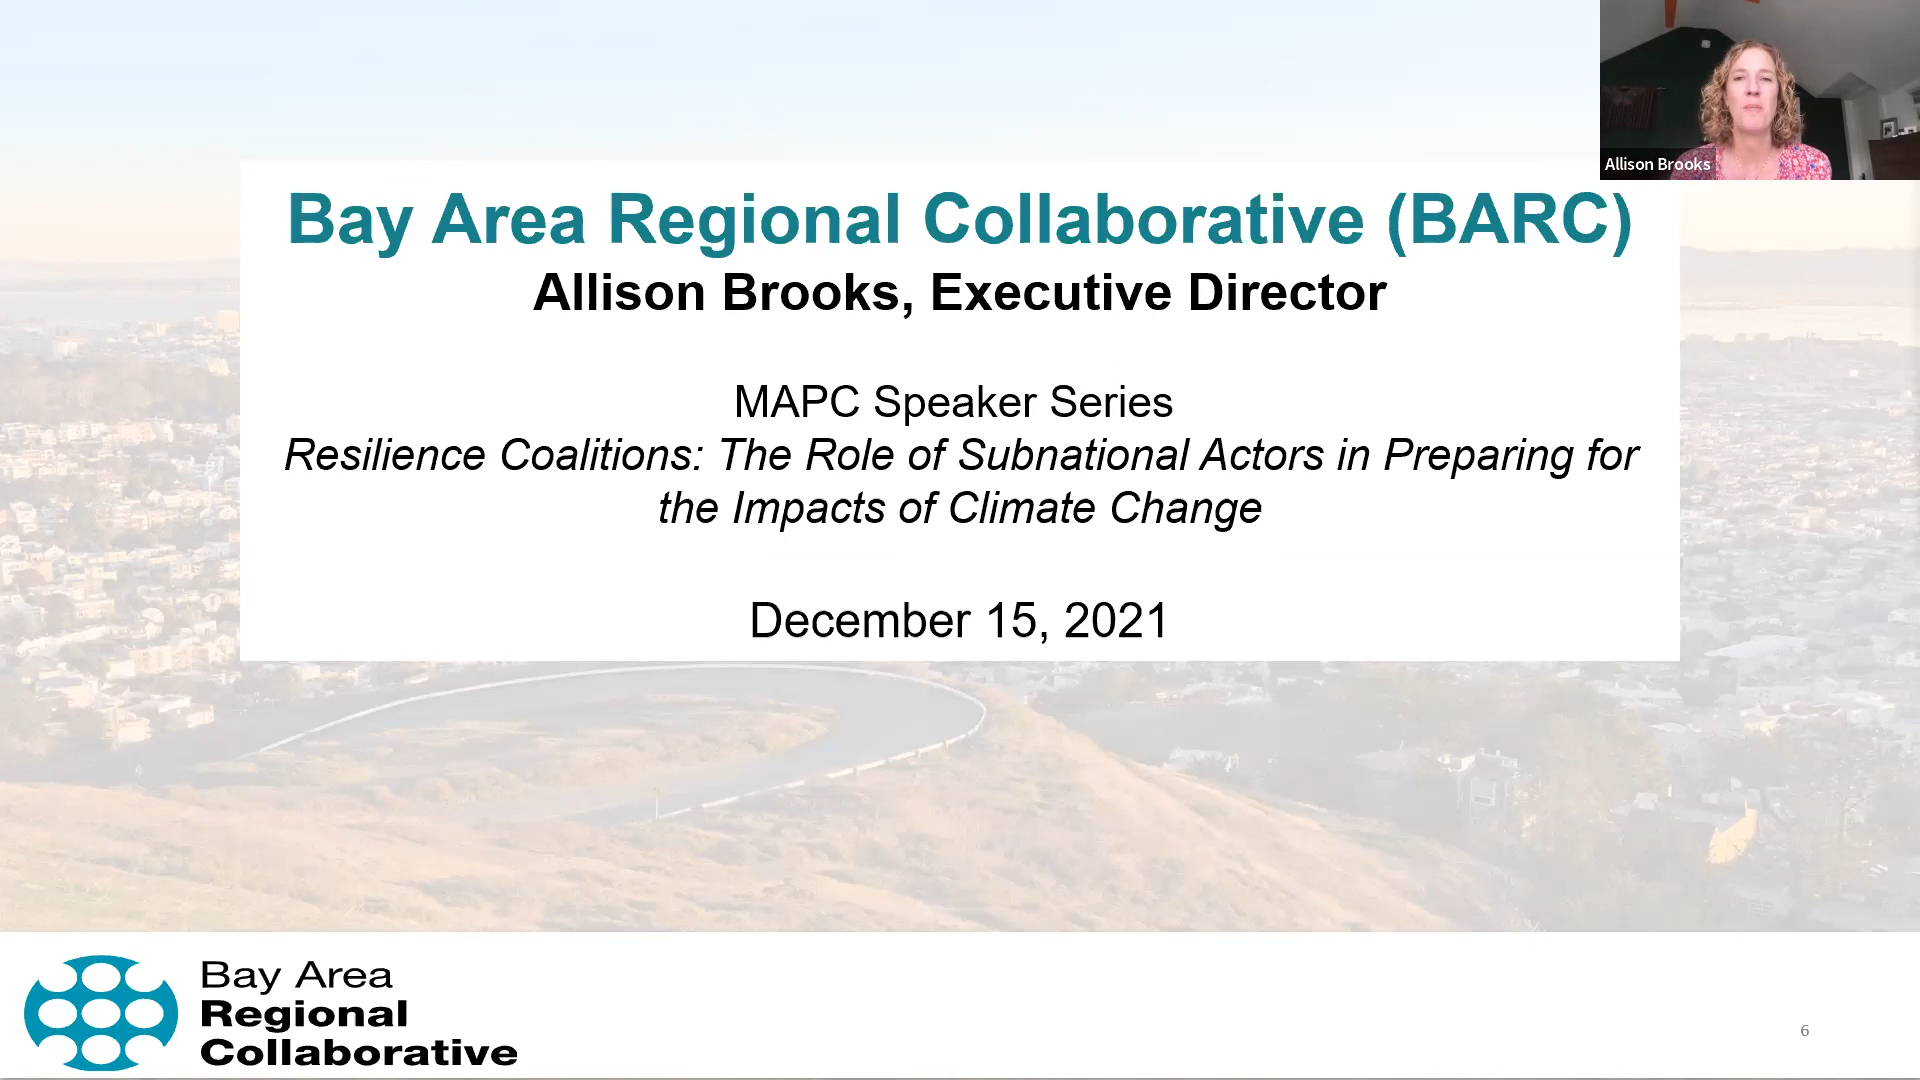 Allison Brooks
Bay Area Regional Collaborative (BARC)
Allison Brooks, Executive Director
MAPC Speaker Series
Resilience Coalitions: The Role of Subnational Actors in Preparing for
the Impacts of Climate Change
December 15, 2021
Bay Area
Regional
Collaborative
6